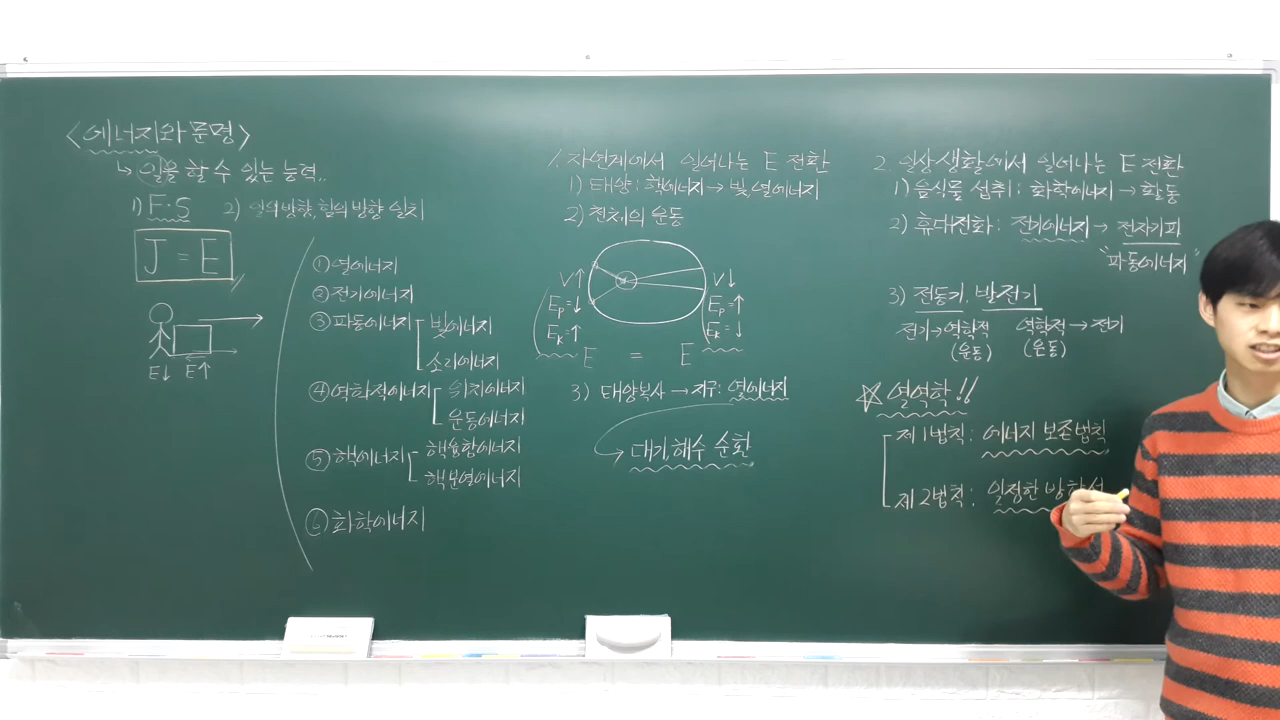 <에너지와 문명>
↳ 일을 할 수 있는 능력..
1) F·S 2) 일의 방향, 힘의 방향 일치
J = E
E↓ E↑
① 열에너지
② 전기에너지
③ 파동에너지 빛에너지
소리에너지
④ 역학적에너지 위치에너지
운동에너지
⑤ 핵에너지 핵융합에너지
핵분열에너지
⑥ 화학에너지
1. 자연계에서 일어나는 E 전환
1) 태양 : 핵에너지 → 빛, 열에너지
2) 천체의 운동
V↑ V↓
Ep=↓ Ep=↑
Ek=↑ Ek=↓
E = E
3) 태양복사 → 지구 : 열에너지
→ 대기, 해수 순환
2. 일상생활에서 일어나는 E 전환
1) 음식물 섭취 : 화학에너지 → 활동
2) 휴대전화 : 전기에너지 → 전자기파
"파동에너지"
3) 전동기, 발전기
전기→역학적 역학적→전기
(운동) (운동)
☆ 열역학!!
제1법칙 : 에너지 보존법칙
제2법칙 : 일정한 방향성